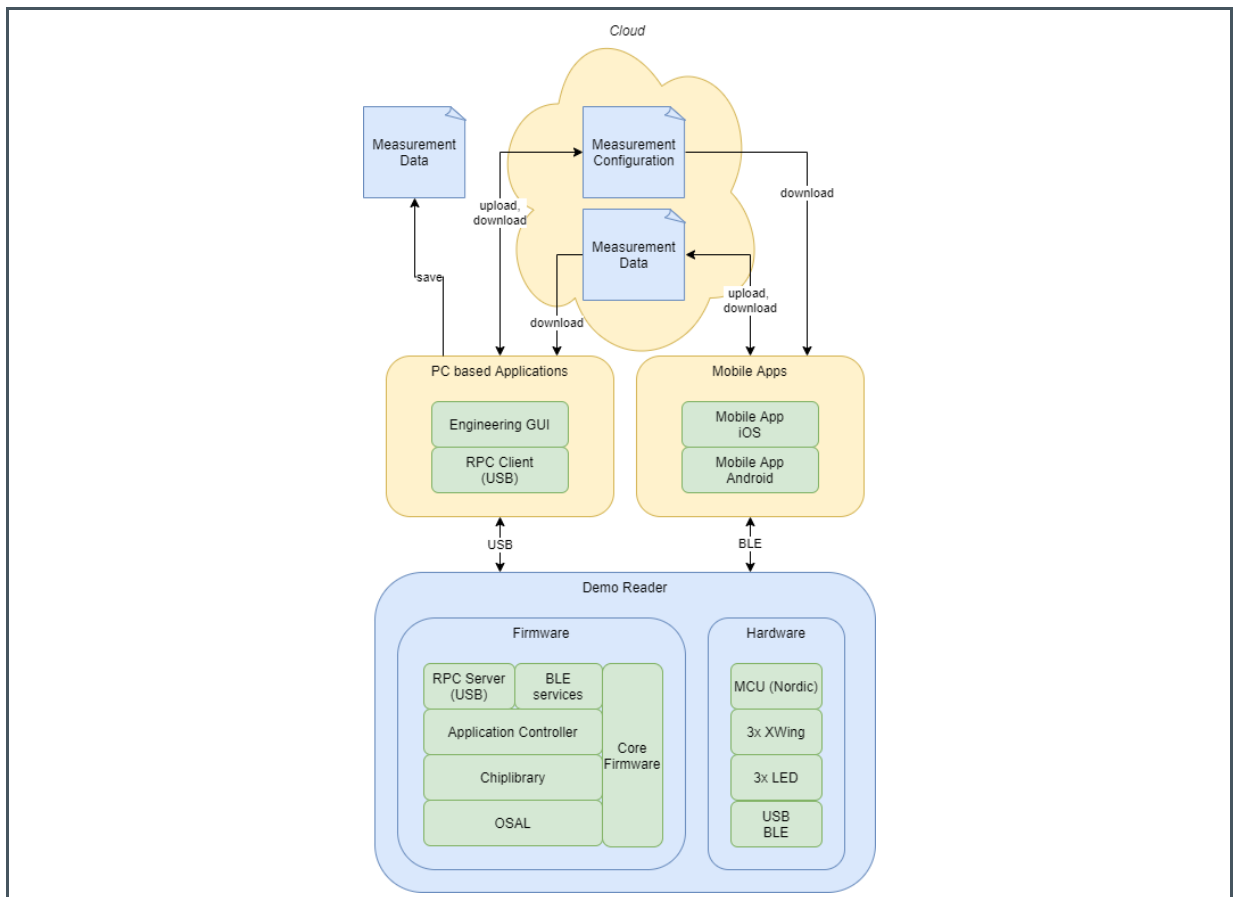 Cloud
Measurement
Data
Measurement
Configuration
upload,
download
download
Measurement
Data
save
upload,
download
download
PC based Applications
Mobile Apps
Engineering GUI
Mobile App
iOS
RPC Client
(USB)
Mobile App
Android
USB
BLE
Demo Reader
Firmware
Hardware
RPC Server
(USB)
BLE
services
MCU (Nordic)
Application Controller
3x XWing
Core
Firmware
Chiplibrary
3x LED
OSAL
USB
BLE